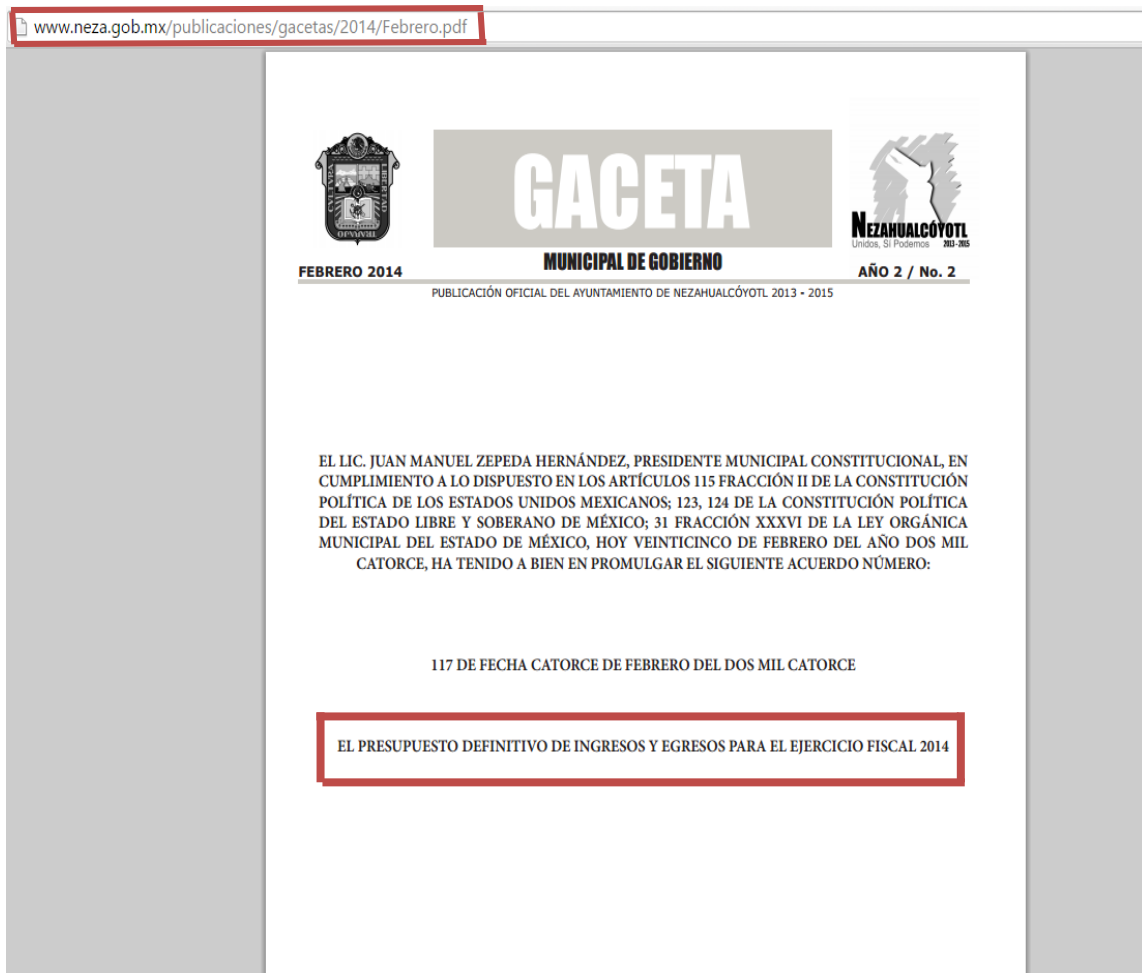 www.neza.gob.mx/publicaciones/gacetas/2014/Febrero.pdf
CULTURA
LIBERTAD
TRABAJO
GACETA
NEZAHUALCÓYOTL
Unidos, Sí Podemos 2013-2015
MUNICIPAL DE GOBIERNO
FEBRERO 2014
AÑO 2 / No. 2
PUBLICACIÓN OFICIAL DEL AYUNTAMIENTO DE NEZAHUALCÓYOTL 2013 - 2015
EL LIC. JUAN MANUEL ZEPEDA HERNÁNDEZ, PRESIDENTE MUNICIPAL CONSTITUCIONAL, EN
CUMPLIMIENTO A LO DISPUESTO EN LOS ARTÍCULOS 115 FRACCIÓN II DE LA CONSTITUCIÓN
POLÍTICA DE LOS ESTADOS UNIDOS MEXICANOS; 123, 124 DE LA CONSTITUCIÓN POLÍTICA
DEL ESTADO LIBRE Y SOBERANO DE MÉXICO; 31 FRACCIÓN XXXVI DE LA LEY ORGÁNICA
MUNICIPAL DEL ESTADO DE MÉXICO, HOY VEINTICINCO DE FEBRERO DEL AÑO DOS MIL
CATORCE, HA TENIDO A BIEN EN PROMULGAR EL SIGUIENTE ACUERDO NÚMERO:
117 DE FECHA CATORCE DE FEBRERO DEL DOS MIL CATORCE
EL PRESUPUESTO DEFINITIVO DE INGRESOS Y EGRESOS PARA EL EJERCICIO FISCAL 2014